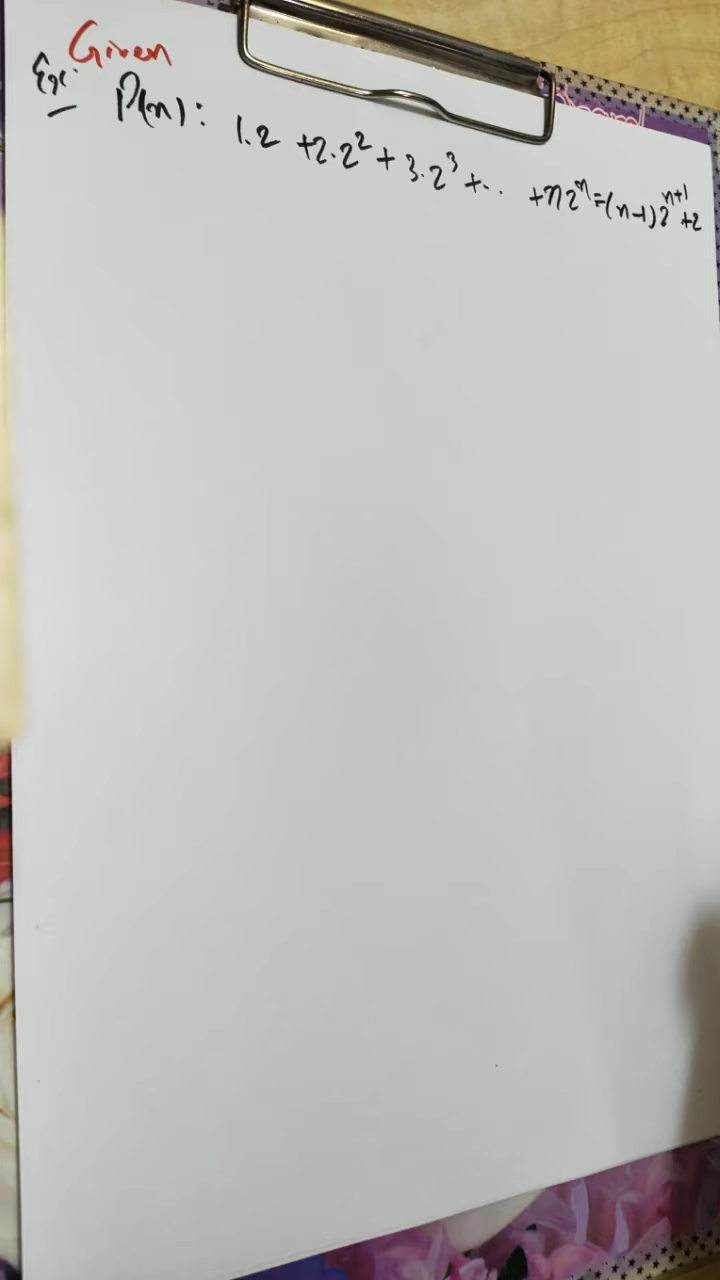 Given
Ex: P(n): 1.2 +2.2² + 3.2³ +... +n2ⁿ=(n-1)2ⁿ⁺¹+2